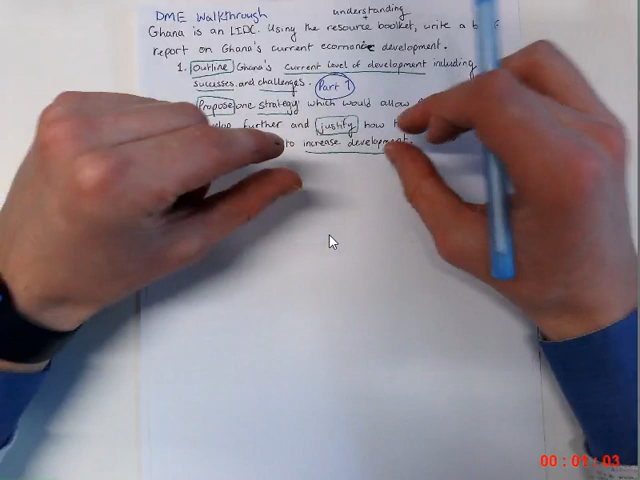 DME Walkthrough understanding
Ghana is an LIDC. Using the resource booklet, write a
report on Ghana's current economic development.
1. Outline Ghana's current level of development including
successes and challenges. Part 1
Propose one strategy which would allow
further and justify how
to increase development.
00:01:03